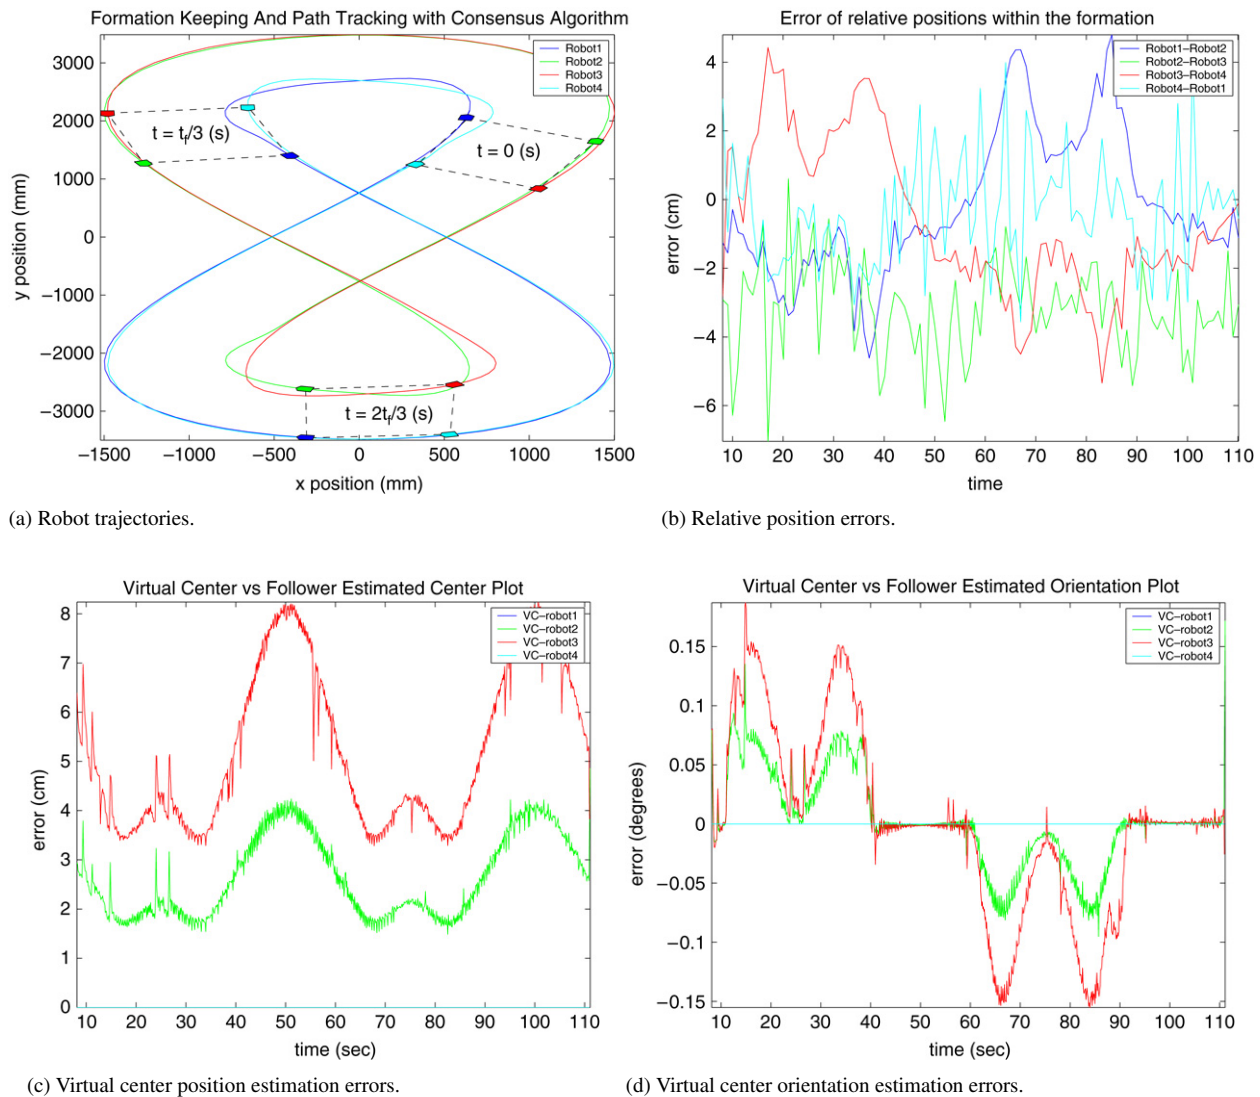 Formation Keeping And Path Tracking with Consensus Algorithm
Robot1
Robot2
Robot3
Robot4
t = tf/3 (s)
t = 0 (s)
t = 2tf/3 (s)
3000
2000
1000
0
−1000
−2000
−3000
y position (mm)
−1500 −1000 −500 0 500 1000 1500
x position (mm)
(a) Robot trajectories.
Error of relative positions within the formation
Robot1−Robot2
Robot2−Robot3
Robot3−Robot4
Robot4−Robot1
4
2
0
−2
−4
−6
error (cm)
10 20 30 40 50 60 70 80 90 100 110
time
(b) Relative position errors.
Virtual Center vs Follower Estimated Center Plot
VC−robot1
VC−robot2
VC−robot3
VC−robot4
8
7
6
5
4
3
2
1
0
error (cm)
10 20 30 40 50 60 70 80 90 100 110
time (sec)
(c) Virtual center position estimation errors.
Virtual Center vs Follower Estimated Orientation Plot
VC−robot1
VC−robot2
VC−robot3
VC−robot4
0.15
0.1
0.05
0
−0.05
−0.1
−0.15
error (degrees)
10 20 30 40 50 60 70 80 90 100 110
time (sec)
(d) Virtual center orientation estimation errors.